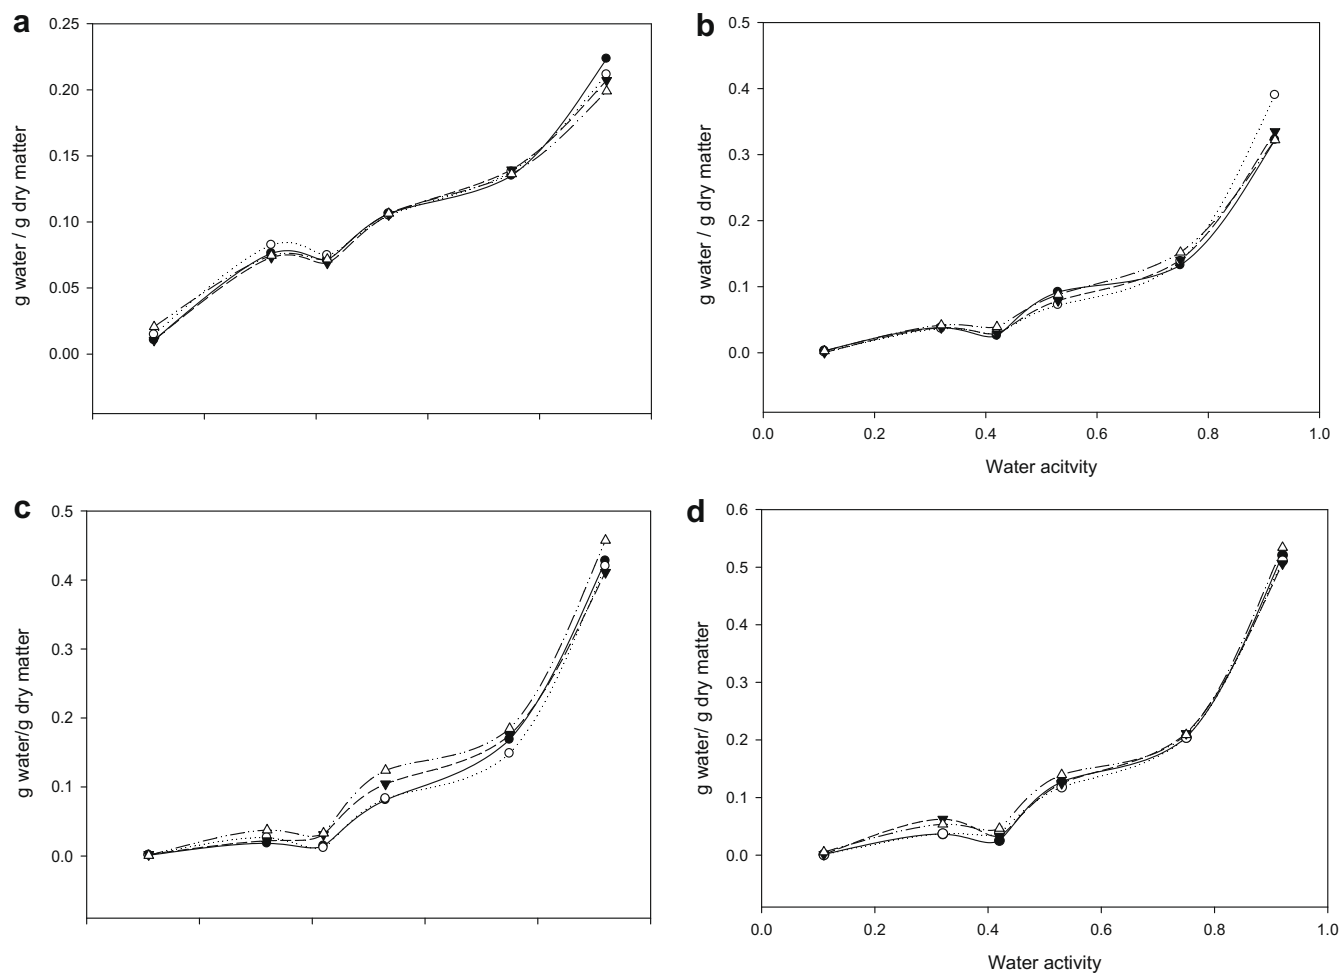 a
0.25
0.20
0.15
0.10
0.05
0.00
g water / g dry matter
b
0.5
0.4
0.3
0.2
0.1
0.0
g water / g dry matter
0.0 0.2 0.4 0.6 0.8 1.0
Water acitvity
c
0.5
0.4
0.3
0.2
0.1
0.0
g water/g dry matter
d
0.6
0.5
0.4
0.3
0.2
0.1
0.0
g water/ g dry matter
0.0 0.2 0.4 0.6 0.8 1.0
Water activity